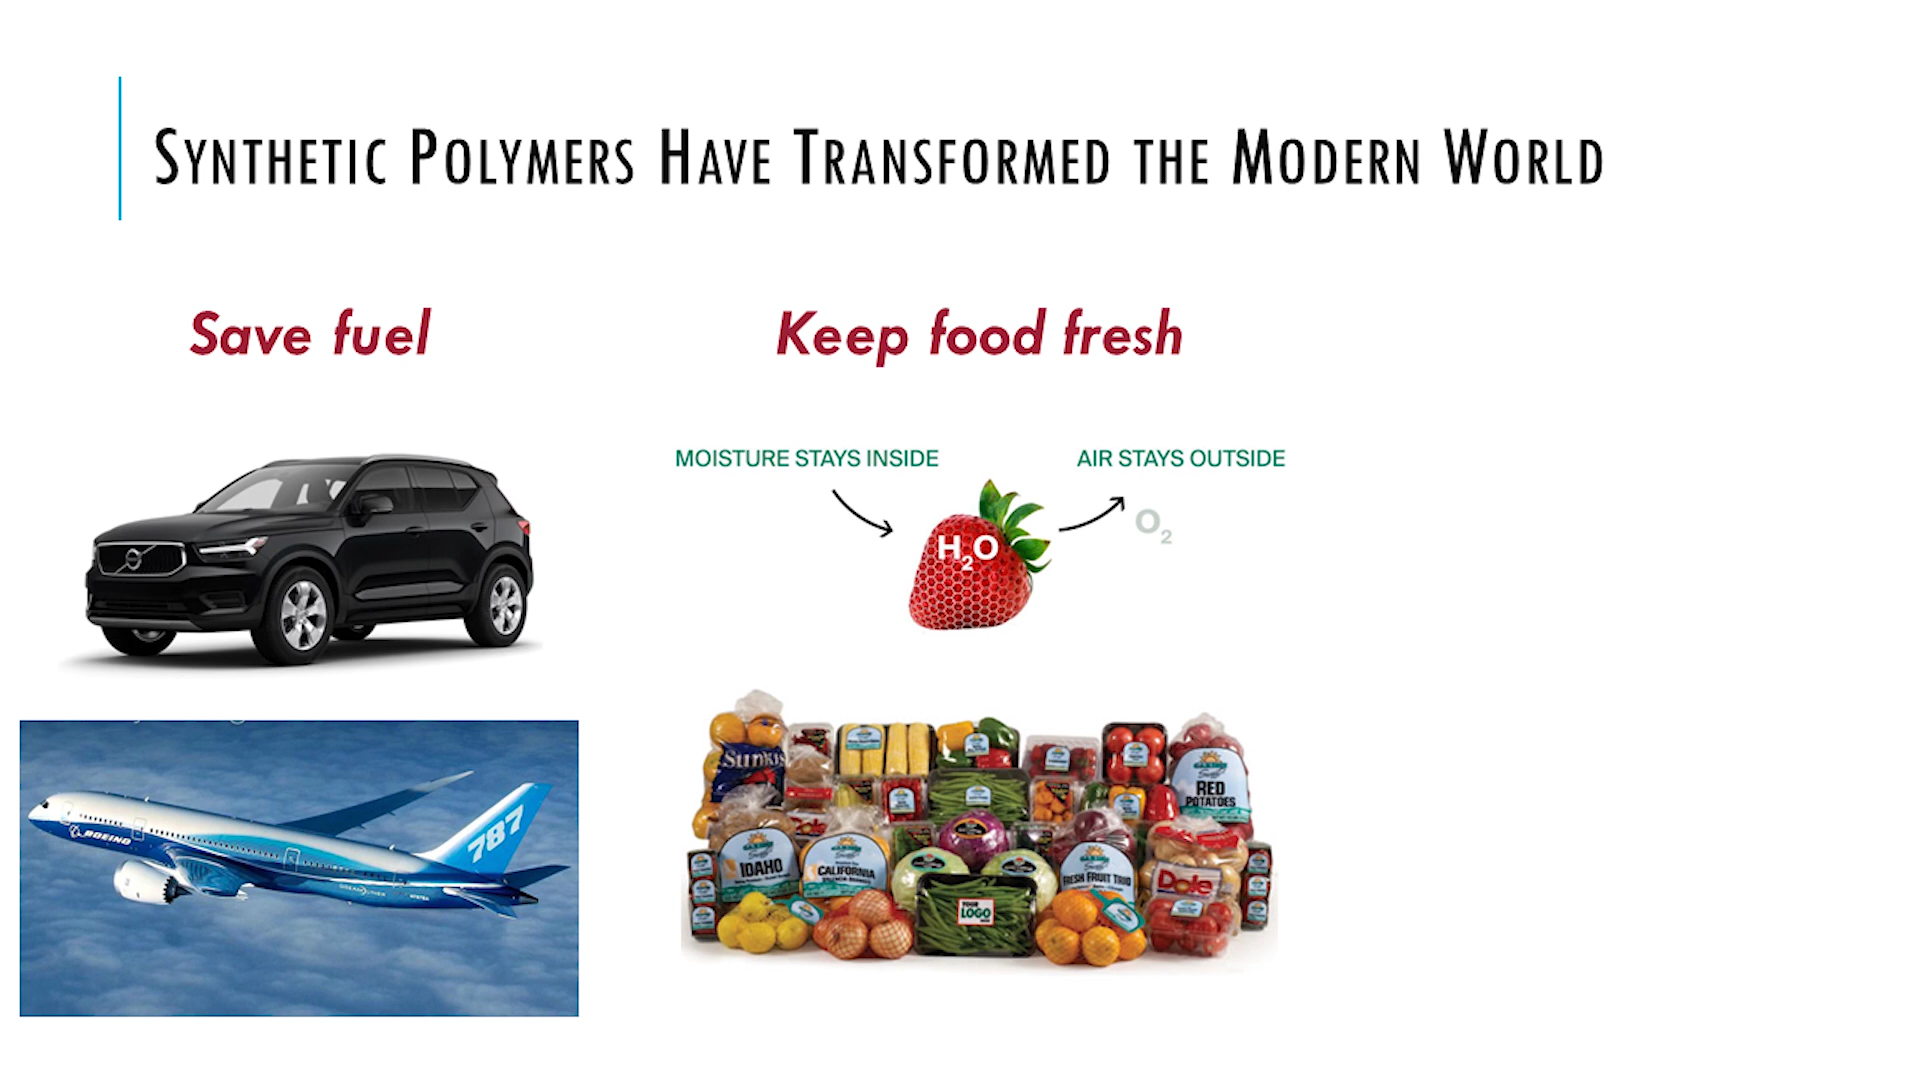 Synthetic Polymers Have Transformed the Modern World
Save fuel
Keep food fresh
MOISTURE STAYS INSIDE
AIR STAYS OUTSIDE
H2O
O2
BOEING
787
Sunkis
RED
POTATOES
IDAHO
CALIFORNIA
FRESH FRUIT TRIO
Dole
YOUR
LOGO